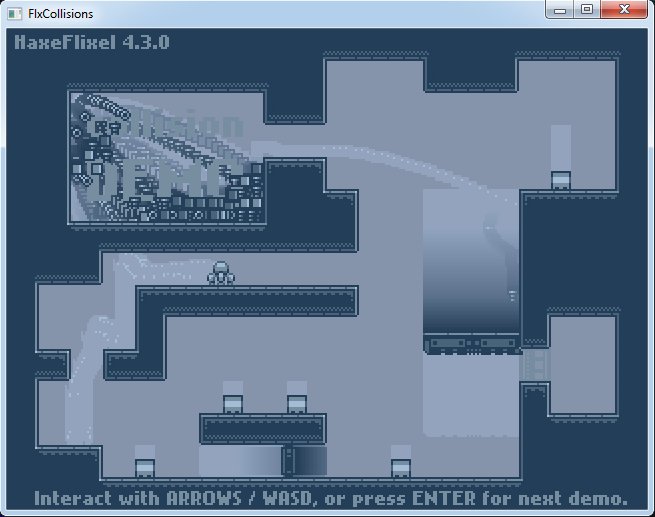 FlxCollisions
HaxeFlixel 4.3.0
Interact with ARROWS / WASD, or press ENTER for next demo.